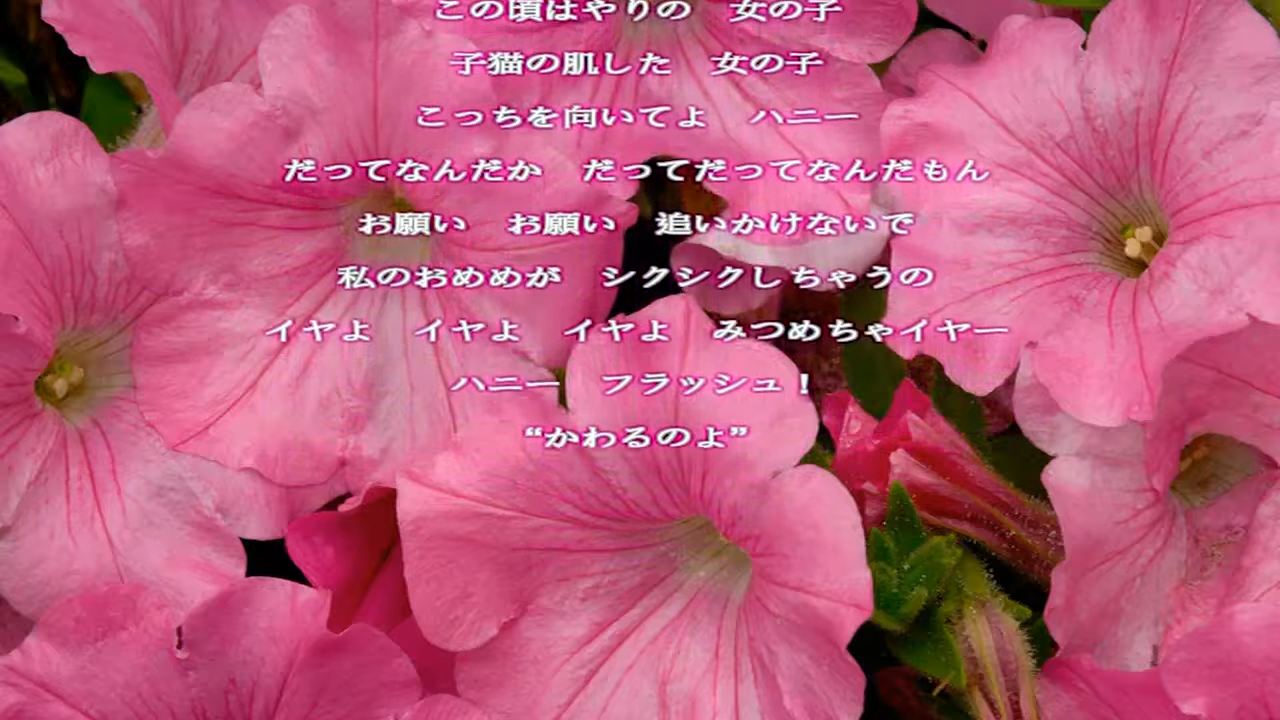 この頃はやりの　女の子
子猫の肌した　女の子
こっちを向いてよ　ハニー
だってなんだか　だってだってなんだもん
お願い　お願い　追いかけないで
私のおめめが　シクシクしちゃうの
イヤよ　イヤよ　イヤよ　みつめちゃイヤー
ハニー　フラッシュ！
“かわるのよ”